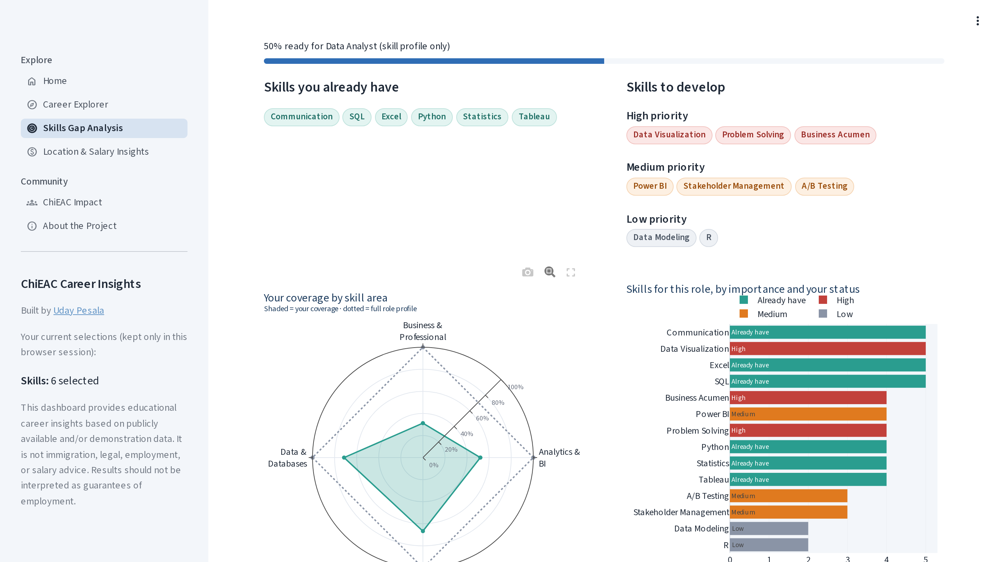 Explore
Home
Career Explorer
Skills Gap Analysis
Location & Salary Insights
Community
ChiEAC Impact
About the Project
ChiEAC Career Insights
Built by Uday Pesala
Your current selections (kept only in this
browser session):
Skills: 6 selected
This dashboard provides educational
career insights based on publicly
available and/or demonstration data. It
is not immigration, legal, employment,
or salary advice. Results should not be
interpreted as guarantees of
employment.
50% ready for Data Analyst (skill profile only)
Skills you already have
Communication SQL Excel Python Statistics Tableau
Skills to develop
High priority
Data Visualization Problem Solving Business Acumen
Medium priority
Power BI Stakeholder Management A/B Testing
Low priority
Data Modeling R
Your coverage by skill area
Shaded = your coverage · dotted = full role profile
Business &
Professional
100%
80%
60%
40%
20%
0%
Data &
Databases
Analytics &
BI
Skills for this role, by importance and your status
Already have High
Medium Low
Communication Already have
Data Visualization High
Excel Already have
SQL Already have
Business Acumen High
Power BI Medium
Problem Solving High
Python Already have
Statistics Already have
Tableau Already have
A/B Testing Medium
Stakeholder Management Medium
Data Modeling Low
R Low
0 1 2 3 4 5